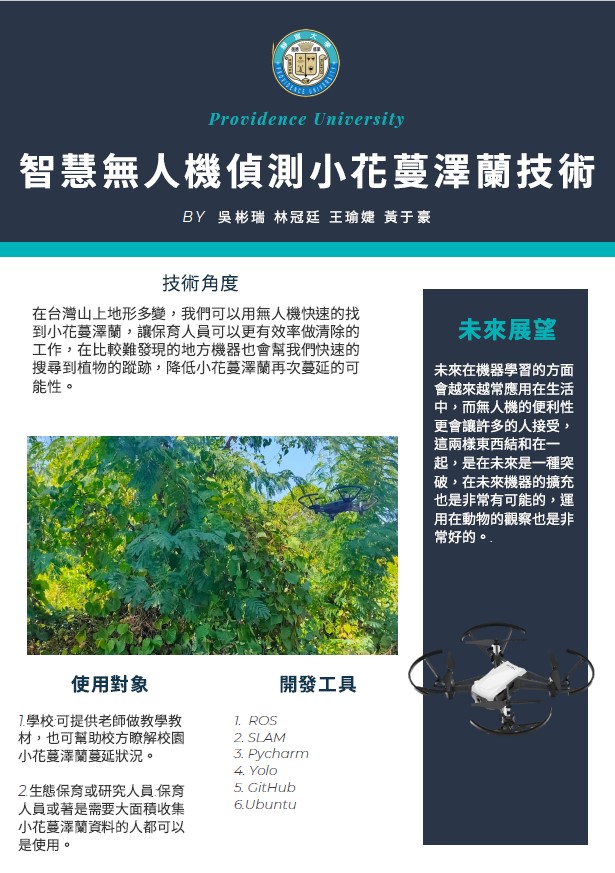 靜宜大學
PROVIDENCE UNIVERSITY
Providence University
智慧無人機偵測小花蔓澤蘭技術
BY 吳彬瑞 林冠廷 王瑜婕 黃于豪
技術角度
在台灣山上地形多變，我們可以用無人機快速的找
到小花蔓澤蘭，讓保育人員可以更有效率做清除的
工作，在比較難發現的地方機器也會幫我們快速的
搜尋到植物的蹤跡，降低小花蔓澤蘭再次蔓延的可
能性。
未來展望
未來在機器學習的方面
會越來越常應用在生活
中，而無人機的便利性
更會讓許多的人接受，
這兩樣東西結和在一
起，是在未來是一種突
破，在未來機器的擴充
也是非常有可能的，運
用在動物的觀察也是非
常好的。.
使用對象
1.學校:可提供老師做教學教
材，也可幫助校方瞭解校園
小花蔓澤蘭蔓延狀況。
2.生態保育或研究人員:保育
人員或著是需要大面積收集
小花蔓澤蘭資料的人都可以
是使用。
開發工具
1. ROS
2. SLAM
3. Pycharm
4. Yolo
5. GitHub
6.Ubuntu